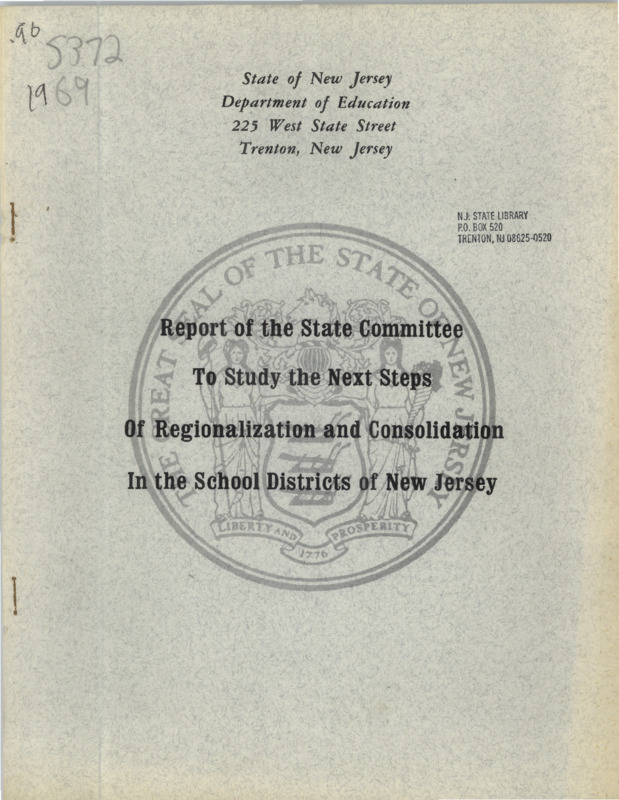 .96
S372
1969
State of New Jersey
Department of Education
225 West State Street
Trenton, New Jersey
N.J. STATE LIBRARY
P.O. BOX 520
TRENTON, NJ 08625-0520
THE GREAT SEAL OF THE STATE OF NEW JERSEY
Report of the State Committee
To Study the Next Steps
Of Regionalization and Consolidation
In the School Districts of New Jersey
LIBERTY AND PROSPERITY
1776